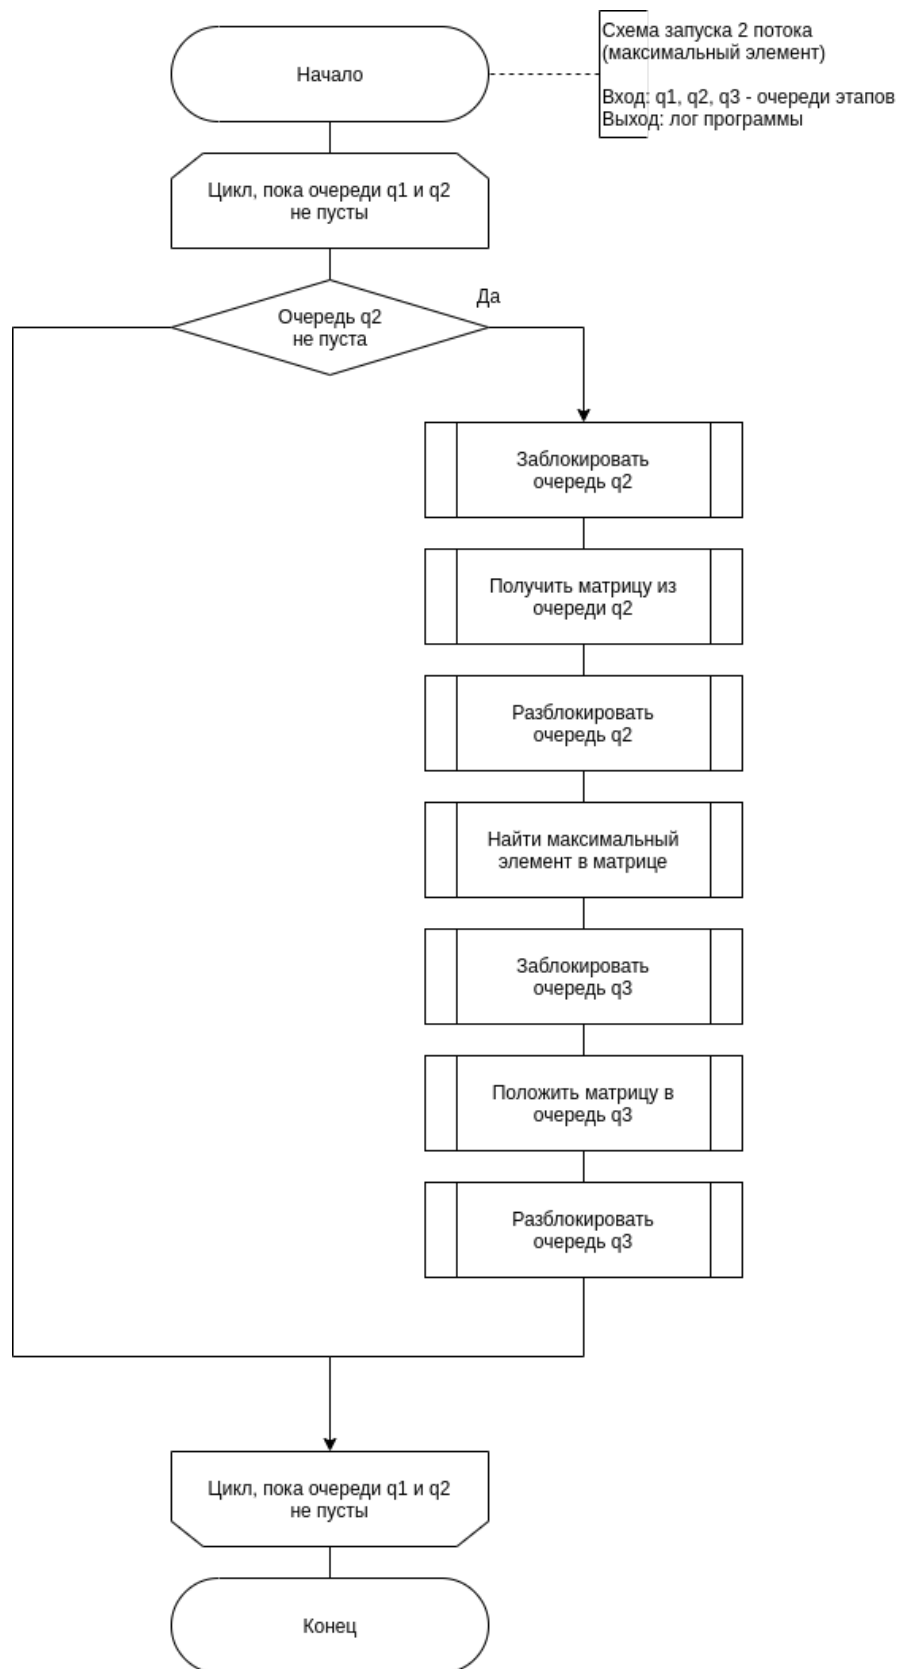 Начало
Схема запуска 2 потока
(максимальный элемент)
Вход: q1, q2, q3 - очереди этапов
Выход: лог программы
Цикл, пока очереди q1 и q2
не пусты
Очередь q2
не пуста
Да
Заблокировать
очередь q2
Получить матрицу из
очереди q2
Разблокировать
очередь q2
Найти максимальный
элемент в матрице
Заблокировать
очередь q3
Положить матрицу в
очередь q3
Разблокировать
очередь q3
Цикл, пока очереди q1 и q2
не пусты
Конец